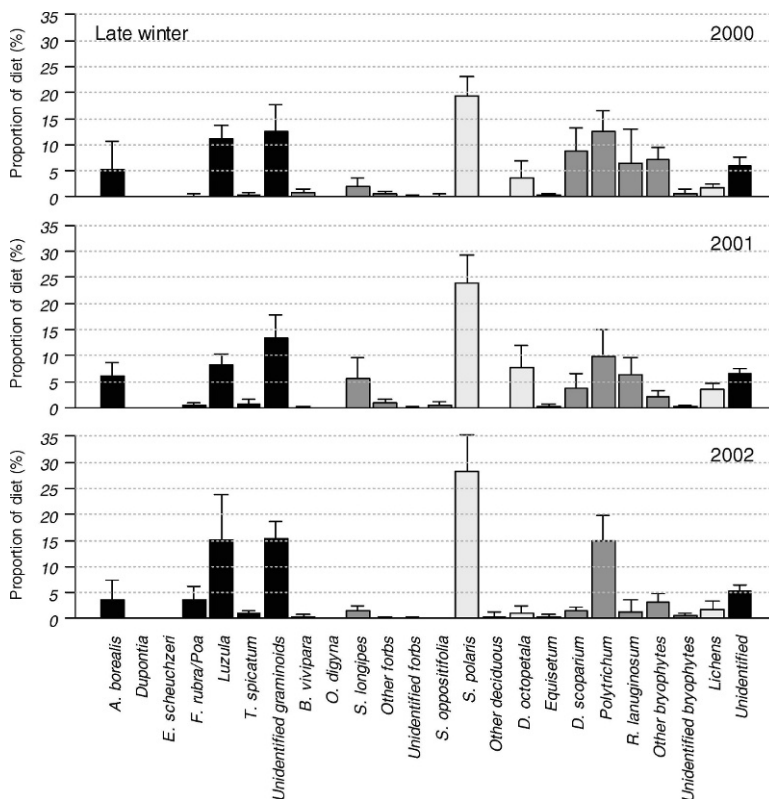 Late winter
2000
Proportion of diet (%)
35
30
25
20
15
10
5
0
2001
Proportion of diet (%)
35
30
25
20
15
10
5
0
2002
Proportion of diet (%)
35
30
25
20
15
10
5
0
A. borealis
Dupontia
E. scheuchzeri
F. rubra/Poa
Luzula
T. spicatum
Unidentified graminoids
B. vivipara
O. digyna
S. longipes
Other forbs
Unidentified forbs
S. oppositifolia
S. polaris
Other deciduous
D. octopetala
Equisetum
D. scoparium
Polytrichum
R. lanuginosum
Other bryophytes
Unidentified bryophytes
Lichens
Unidentified